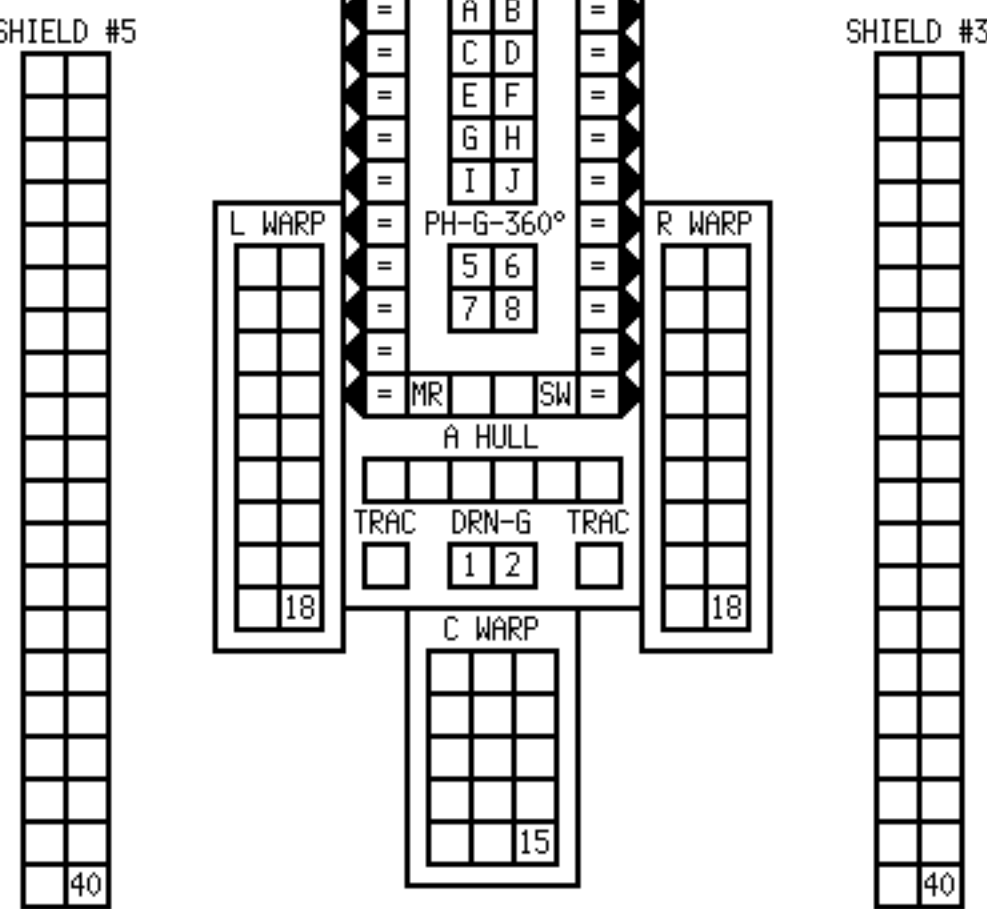 = A B =
SHIELD #5
SHIELD #3
= C D =
= E F =
= G H =
= I J =
L WARP
= PH-G-360° =
R WARP
= 5 6 =
= 7 8 =
= =
= MR SW =
A HULL
TRAC DRN-G TRAC
1 2
18
18
C WARP
15
40
40